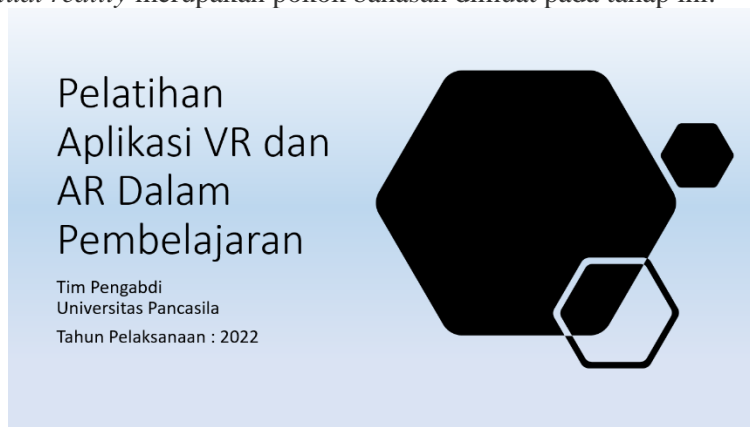 reality merupakan pokok bahasan dimuat pada tahap ini.
Pelatihan
Aplikasi VR dan
AR Dalam
Pembelajaran
Tim Pengabdi
Universitas Pancasila
Tahun Pelaksanaan : 2022